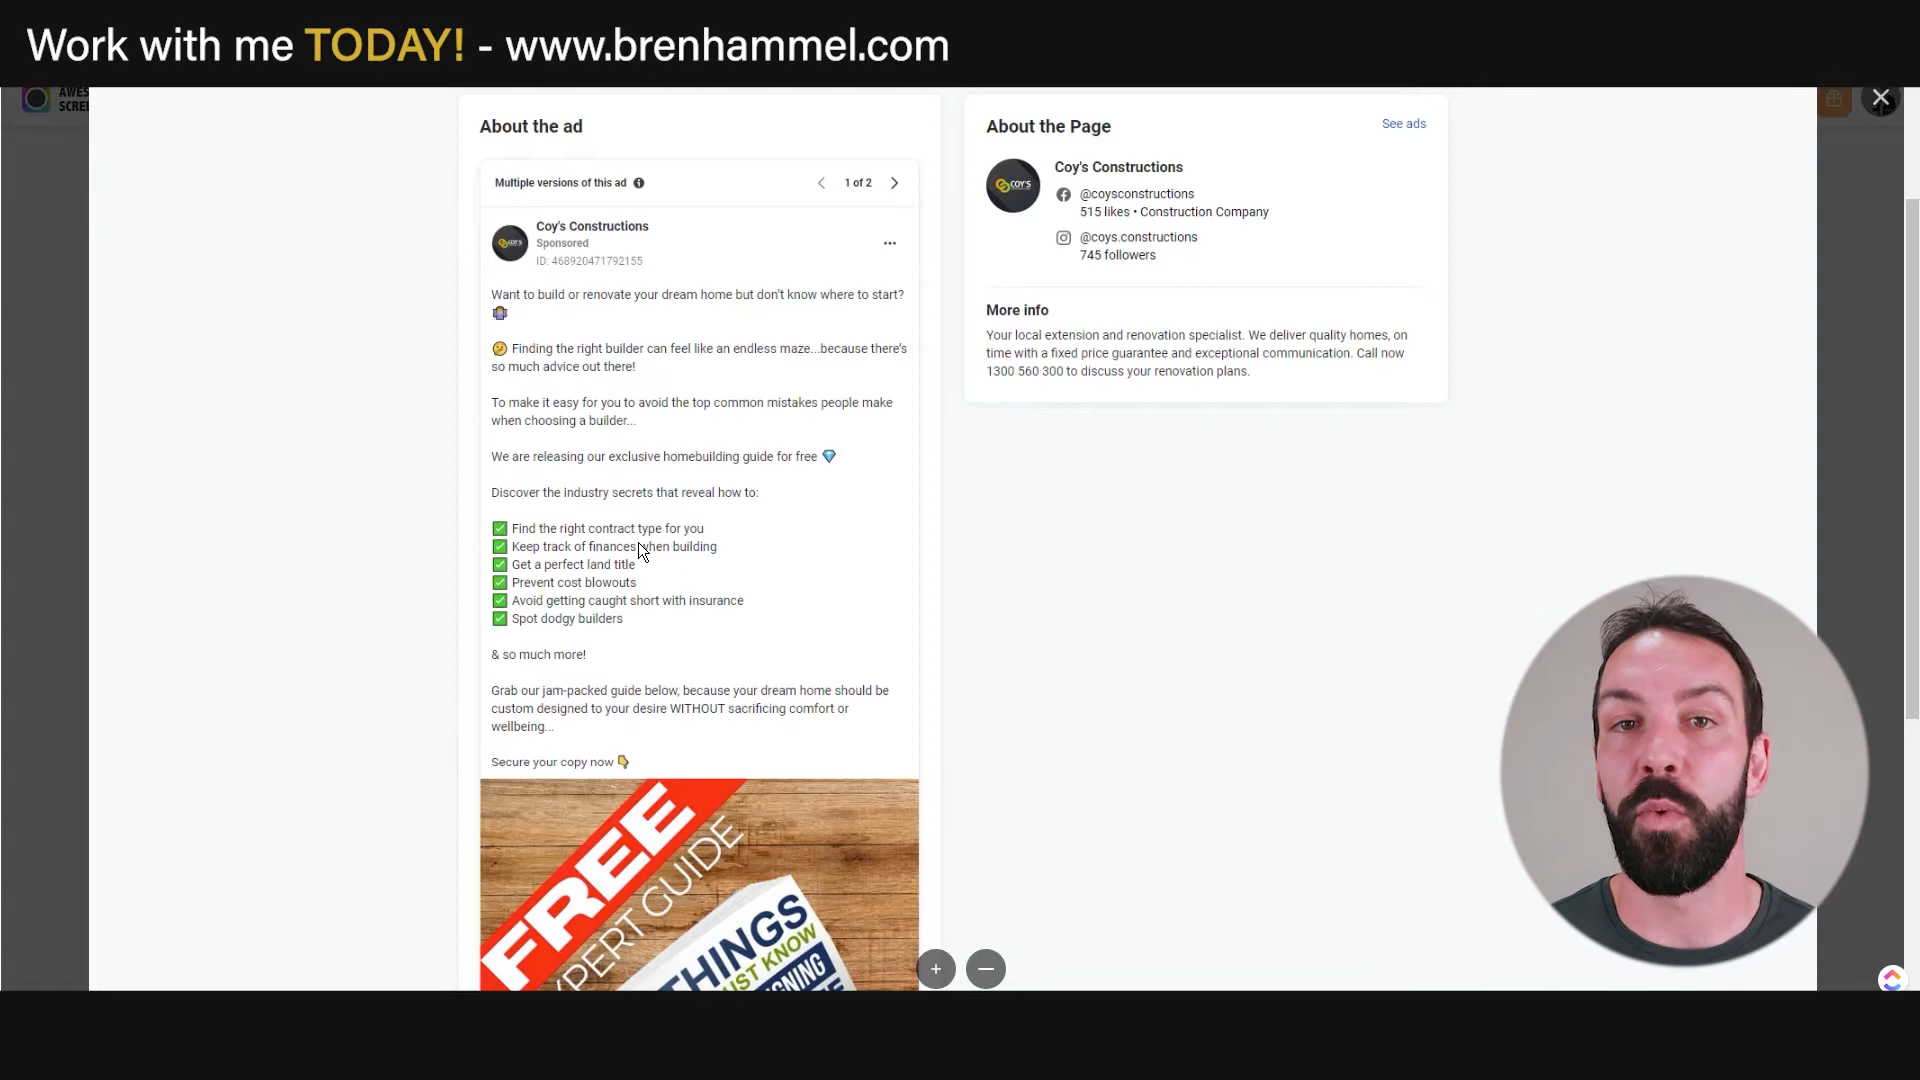 Work with me TODAY! - www.brenhammel.com
AWES
SCREE
About the ad
Multiple versions of this ad
1 of 2
COY'S
Coy's Constructions
Sponsored
ID: 468920471792155
Want to build or renovate your dream home but don't know where to start?
🤷‍♀️
🫤 Finding the right builder can feel like an endless maze...because there's
so much advice out there!
To make it easy for you to avoid the top common mistakes people make
when choosing a builder...
We are releasing our exclusive homebuilding guide for free 💎
Discover the industry secrets that reveal how to:
✅ Find the right contract type for you
✅ Keep track of finances when building
✅ Get a perfect land title
✅ Prevent cost blowouts
✅ Avoid getting caught short with insurance
✅ Spot dodgy builders
& so much more!
Grab our jam-packed guide below, because your dream home should be
custom designed to your desire WITHOUT sacrificing comfort or
wellbeing...
Secure your copy now 👇
FREE
XPERT GUIDE
THINGS
UST KNOW
GNING
About the Page
See ads
COY'S
Coy's Constructions
@coysconstructions
515 likes • Construction Company
@coys.constructions
745 followers
More info
Your local extension and renovation specialist. We deliver quality homes, on
time with a fixed price guarantee and exceptional communication. Call now
1300 560 300 to discuss your renovation plans.